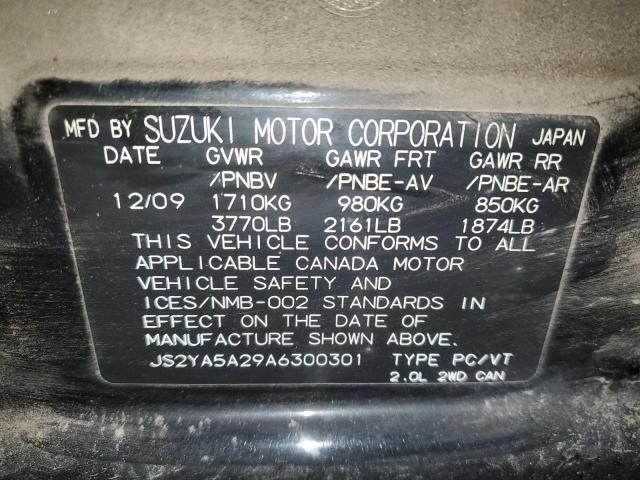 MFD BY SUZUKI MOTOR CORPORATION JAPAN
DATE GVWR GAWR FRT GAWR RR
/PNBV /PNBE-AV /PNBE-AR
12/09 1710KG 980KG 850KG
3770LB 2161LB 1874LB
THIS VEHICLE CONFORMS TO ALL
APPLICABLE CANADA MOTOR
VEHICLE SAFETY AND
ICES/NMB-002 STANDARDS IN
EFFECT ON THE DATE OF
MANUFACTURE SHOWN ABOVE.
JS2YA5A29A6300301 TYPE PC/VT
2.0L 2WD CAN